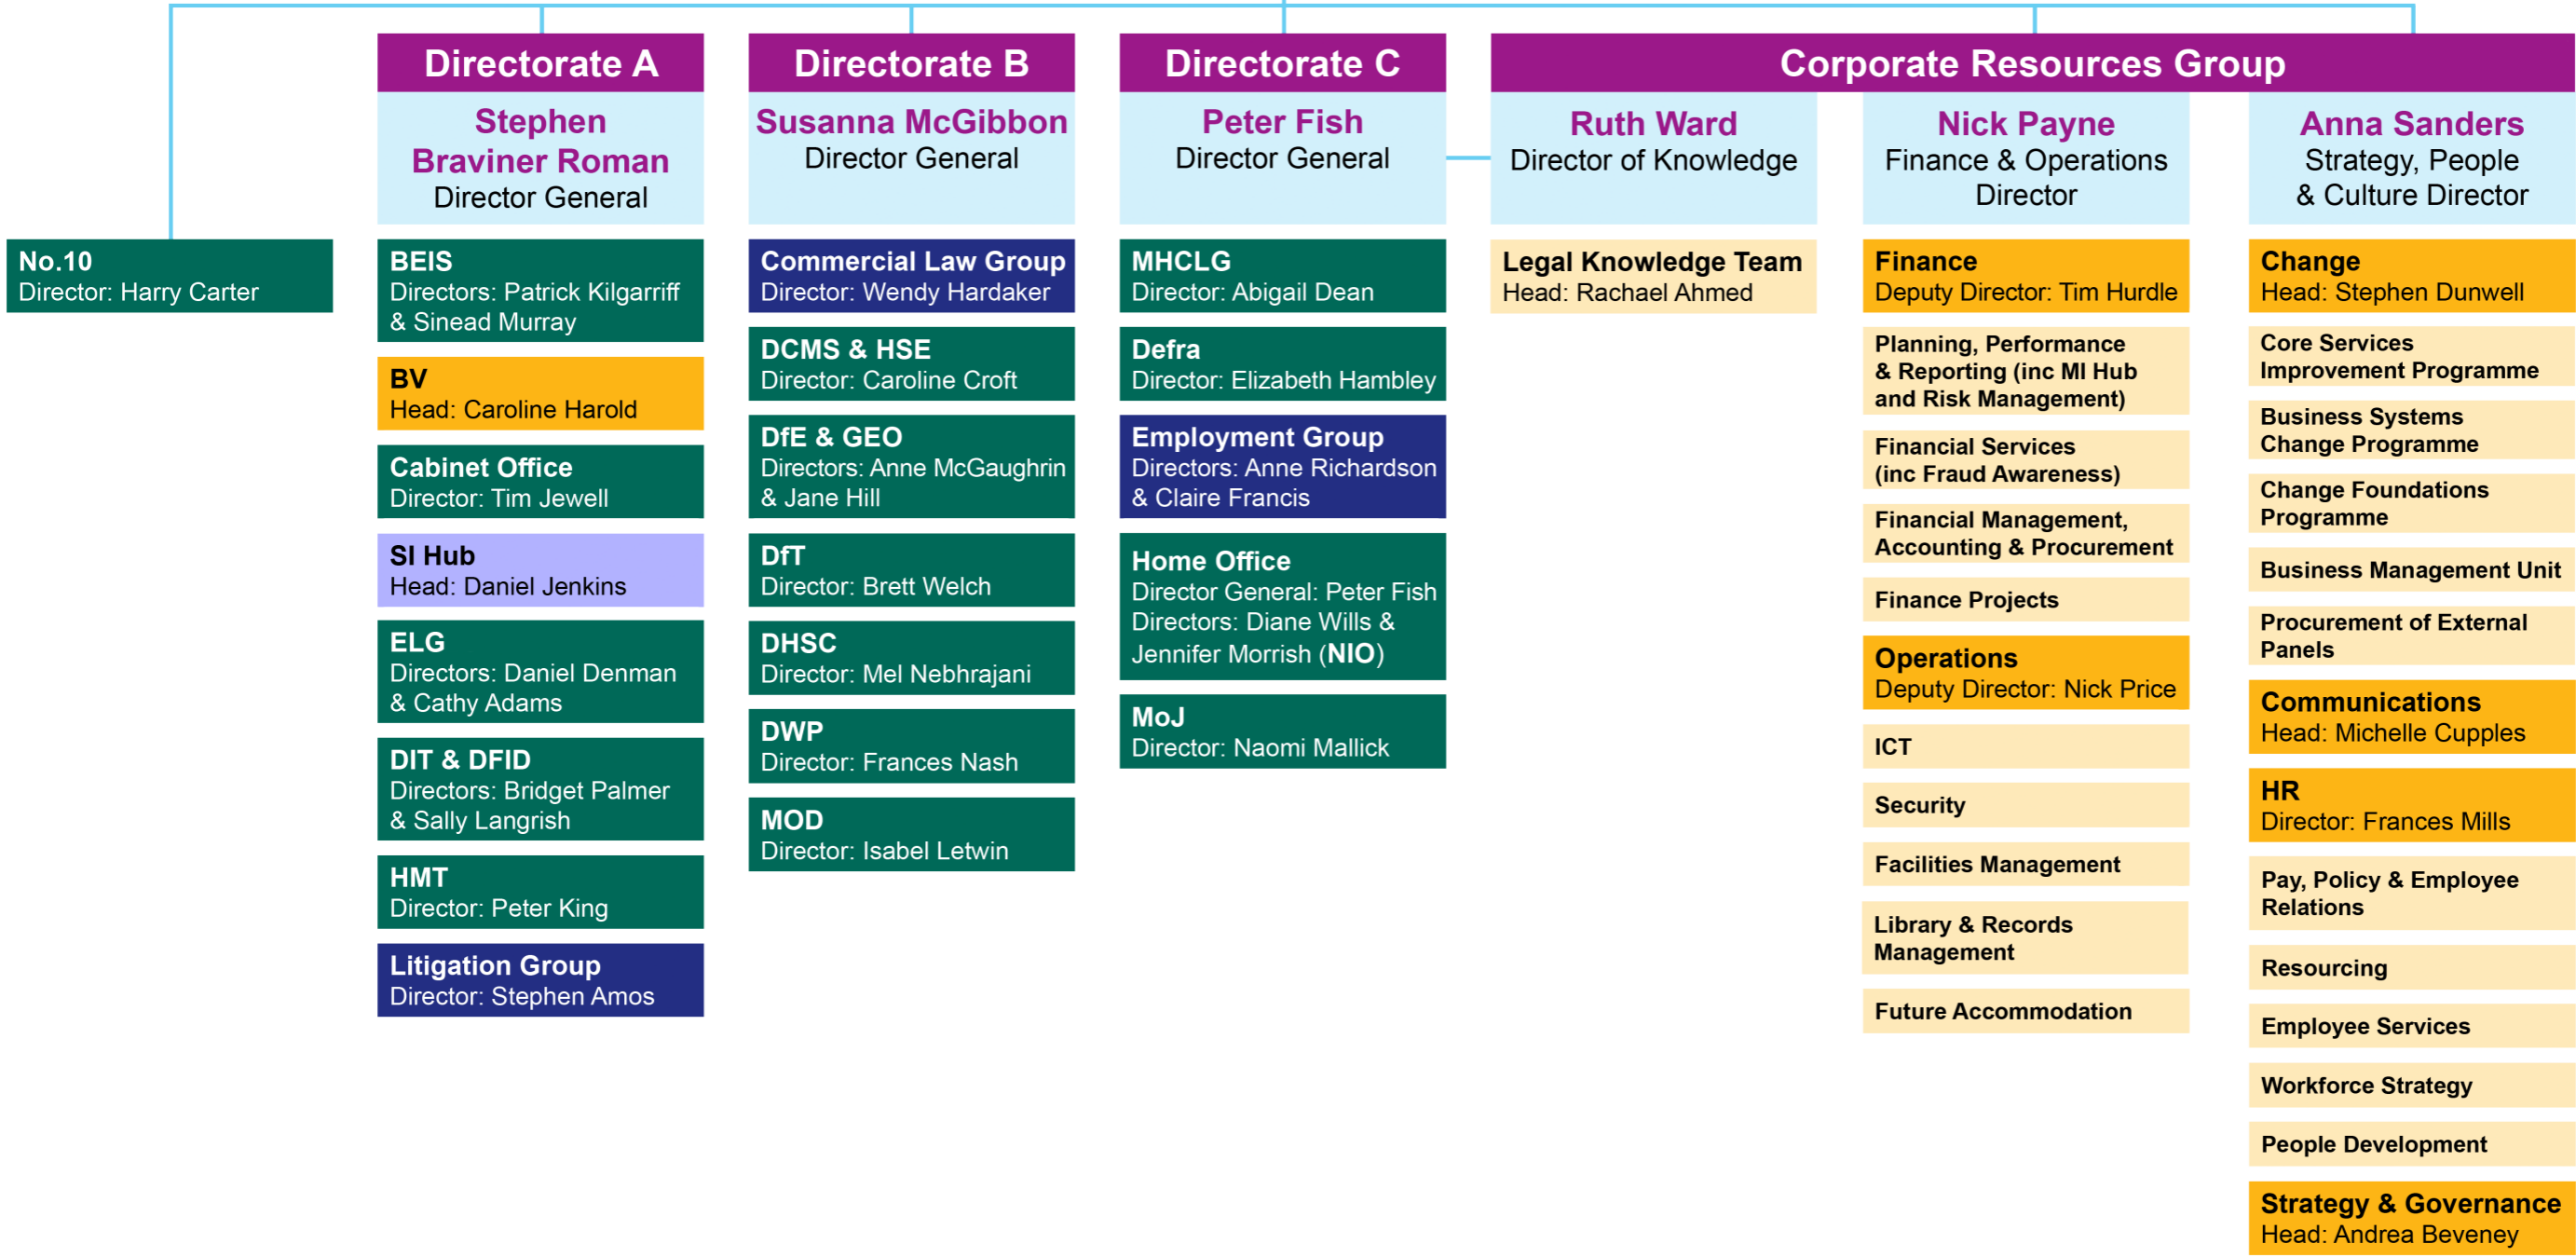 No.10
Director: Harry Carter
Directorate A
Stephen
Braviner Roman
Director General
BEIS
Directors: Patrick Kilgarriff
& Sinead Murray
BV
Head: Caroline Harold
Cabinet Office
Director: Tim Jewell
SI Hub
Head: Daniel Jenkins
ELG
Directors: Daniel Denman
& Cathy Adams
DIT & DFID
Directors: Bridget Palmer
& Sally Langrish
HMT
Director: Peter King
Litigation Group
Director: Stephen Amos
Directorate B
Susanna McGibbon
Director General
Commercial Law Group
Director: Wendy Hardaker
DCMS & HSE
Director: Caroline Croft
DfE & GEO
Directors: Anne McGaughrin
& Jane Hill
DfT
Director: Brett Welch
DHSC
Director: Mel Nebhrajani
DWP
Director: Frances Nash
MOD
Director: Isabel Letwin
Directorate C
Peter Fish
Director General
MHCLG
Director: Abigail Dean
Defra
Director: Elizabeth Hambley
Employment Group
Directors: Anne Richardson
& Claire Francis
Home Office
Director General: Peter Fish
Directors: Diane Wills &
Jennifer Morrish (NIO)
MoJ
Director: Naomi Mallick
Corporate Resources Group
Ruth Ward
Director of Knowledge
Legal Knowledge Team
Head: Rachael Ahmed
Nick Payne
Finance & Operations
Director
Finance
Deputy Director: Tim Hurdle
Planning, Performance
& Reporting (inc MI Hub
and Risk Management)
Financial Services
(inc Fraud Awareness)
Financial Management,
Accounting & Procurement
Finance Projects
Operations
Deputy Director: Nick Price
ICT
Security
Facilities Management
Library & Records
Management
Future Accommodation
Anna Sanders
Strategy, People
& Culture Director
Change
Head: Stephen Dunwell
Core Services
Improvement Programme
Business Systems
Change Programme
Change Foundations
Programme
Business Management Unit
Procurement of External
Panels
Communications
Head: Michelle Cupples
HR
Director: Frances Mills
Pay, Policy & Employee
Relations
Resourcing
Employee Services
Workforce Strategy
People Development
Strategy & Governance
Head: Andrea Beveney